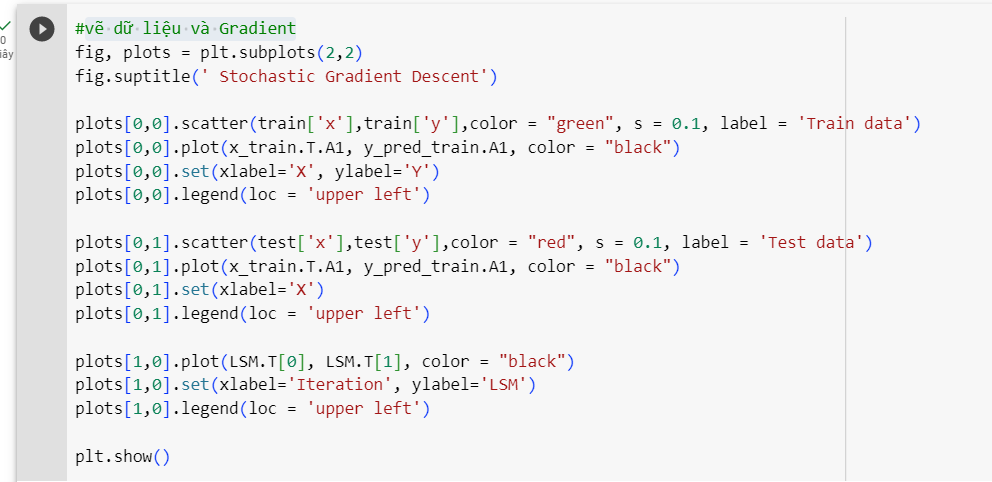 0
iây
#vẽ dữ liệu và Gradient
fig, plots = plt.subplots(2,2)
fig.suptitle(' Stochastic Gradient Descent')
plots[0,0].scatter(train['x'],train['y'],color = "green", s = 0.1, label = 'Train data')
plots[0,0].plot(x_train.T.A1, y_pred_train.A1, color = "black")
plots[0,0].set(xlabel='X', ylabel='Y')
plots[0,0].legend(loc = 'upper left')
plots[0,1].scatter(test['x'],test['y'],color = "red", s = 0.1, label = 'Test data')
plots[0,1].plot(x_train.T.A1, y_pred_train.A1, color = "black")
plots[0,1].set(xlabel='X')
plots[0,1].legend(loc = 'upper left')
plots[1,0].plot(LSM.T[0], LSM.T[1], color = "black")
plots[1,0].set(xlabel='Iteration', ylabel='LSM')
plots[1,0].legend(loc = 'upper left')
plt.show()